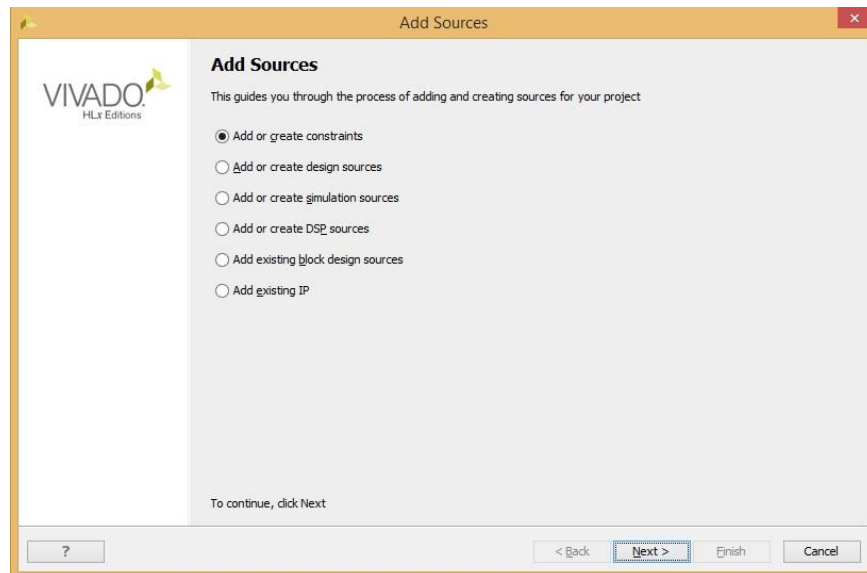 Add Sources
VIVADO.
HLx Editions
Add Sources
This guides you through the process of adding and creating sources for your project
Add or create constraints
Add or create design sources
Add or create simulation sources
Add or create DSP sources
Add existing block design sources
Add existing IP
To continue, click Next
?
< Back
Next >
Finish
Cancel